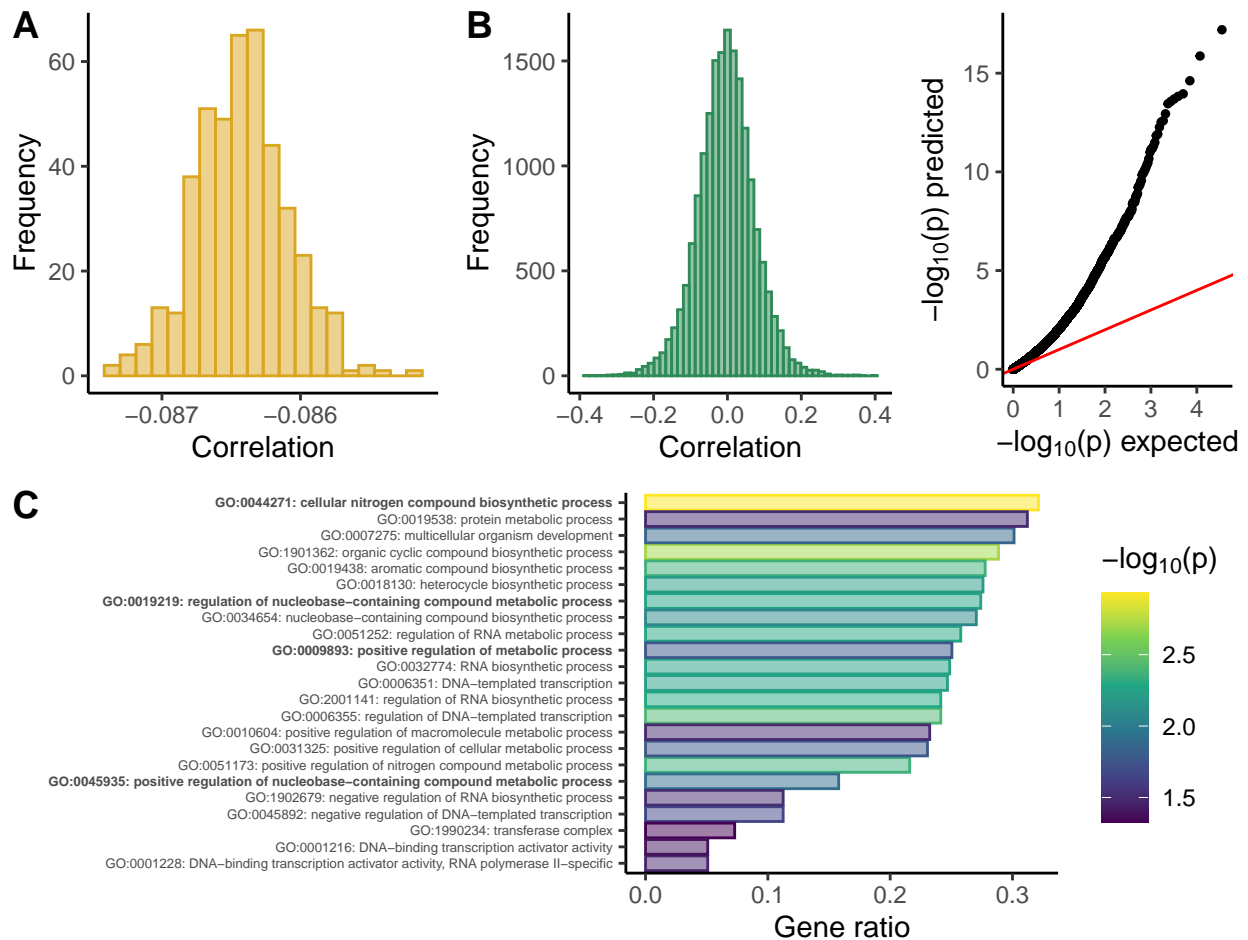 A
Frequency
60
40
20
0
−0.087
−0.086
Correlation
B
Frequency
1500
1000
500
0
−0.4
−0.2
0.0
0.2
0.4
Correlation
−log10(p) predicted
15
10
5
0
0
1
2
3
4
−log10(p) expected
C
GO:0044271: cellular nitrogen compound biosynthetic process
GO:0019538: protein metabolic process
GO:0007275: multicellular organism development
GO:1901362: organic cyclic compound biosynthetic process
GO:0019438: aromatic compound biosynthetic process
GO:0018130: heterocycle biosynthetic process
GO:0019219: regulation of nucleobase−containing compound metabolic process
GO:0034654: nucleobase−containing compound biosynthetic process
GO:0051252: regulation of RNA metabolic process
GO:0009893: positive regulation of metabolic process
GO:0032774: RNA biosynthetic process
GO:0006351: DNA−templated transcription
GO:2001141: regulation of RNA biosynthetic process
GO:0006355: regulation of DNA−templated transcription
GO:0010604: positive regulation of macromolecule metabolic process
GO:0031325: positive regulation of cellular metabolic process
GO:0051173: positive regulation of nitrogen compound metabolic process
GO:0045935: positive regulation of nucleobase−containing compound metabolic process
GO:1902679: negative regulation of RNA biosynthetic process
GO:0045892: negative regulation of DNA−templated transcription
GO:1990234: transferase complex
GO:0001216: DNA−binding transcription activator activity
GO:0001228: DNA−binding transcription activator activity, RNA polymerase II−specific
0.0
0.1
0.2
0.3
Gene ratio
−log10(p)
2.5
2.0
1.5